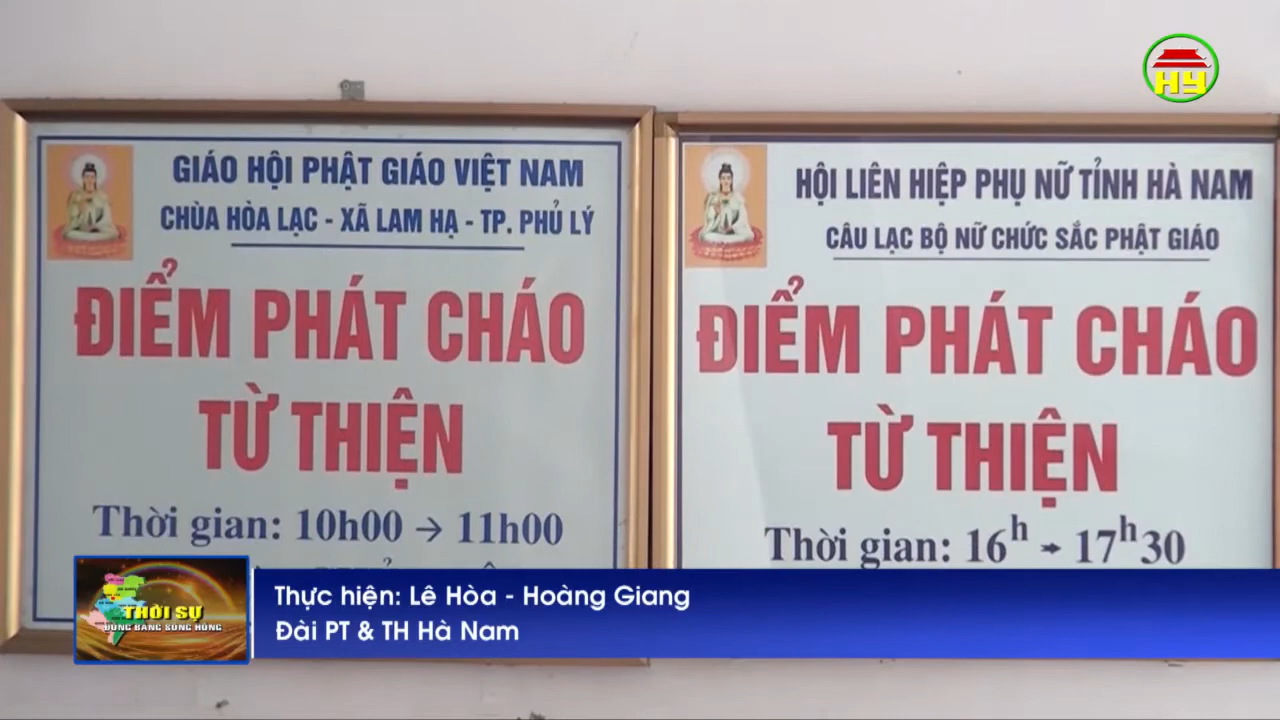 HY
GIÁO HỘI PHẬT GIÁO VIỆT NAM
CHÙA HÒA LẠC - XÃ LAM HẠ - TP. PHỦ LÝ
ĐIỂM PHÁT CHÁO
TỪ THIỆN
Thời gian: 10h00 → 11h00
HỘI LIÊN HIỆP PHỤ NỮ TỈNH HÀ NAM
CÂU LẠC BỘ NỮ CHỨC SẮC PHẬT GIÁO
ĐIỂM PHÁT CHÁO
TỪ THIỆN
Thời gian: 16h → 17h30
THỜI SỰ
ĐỒNG BẰNG SÔNG HỒNG
Thực hiện: Lê Hòa - Hoàng Giang
Đài PT & TH Hà Nam